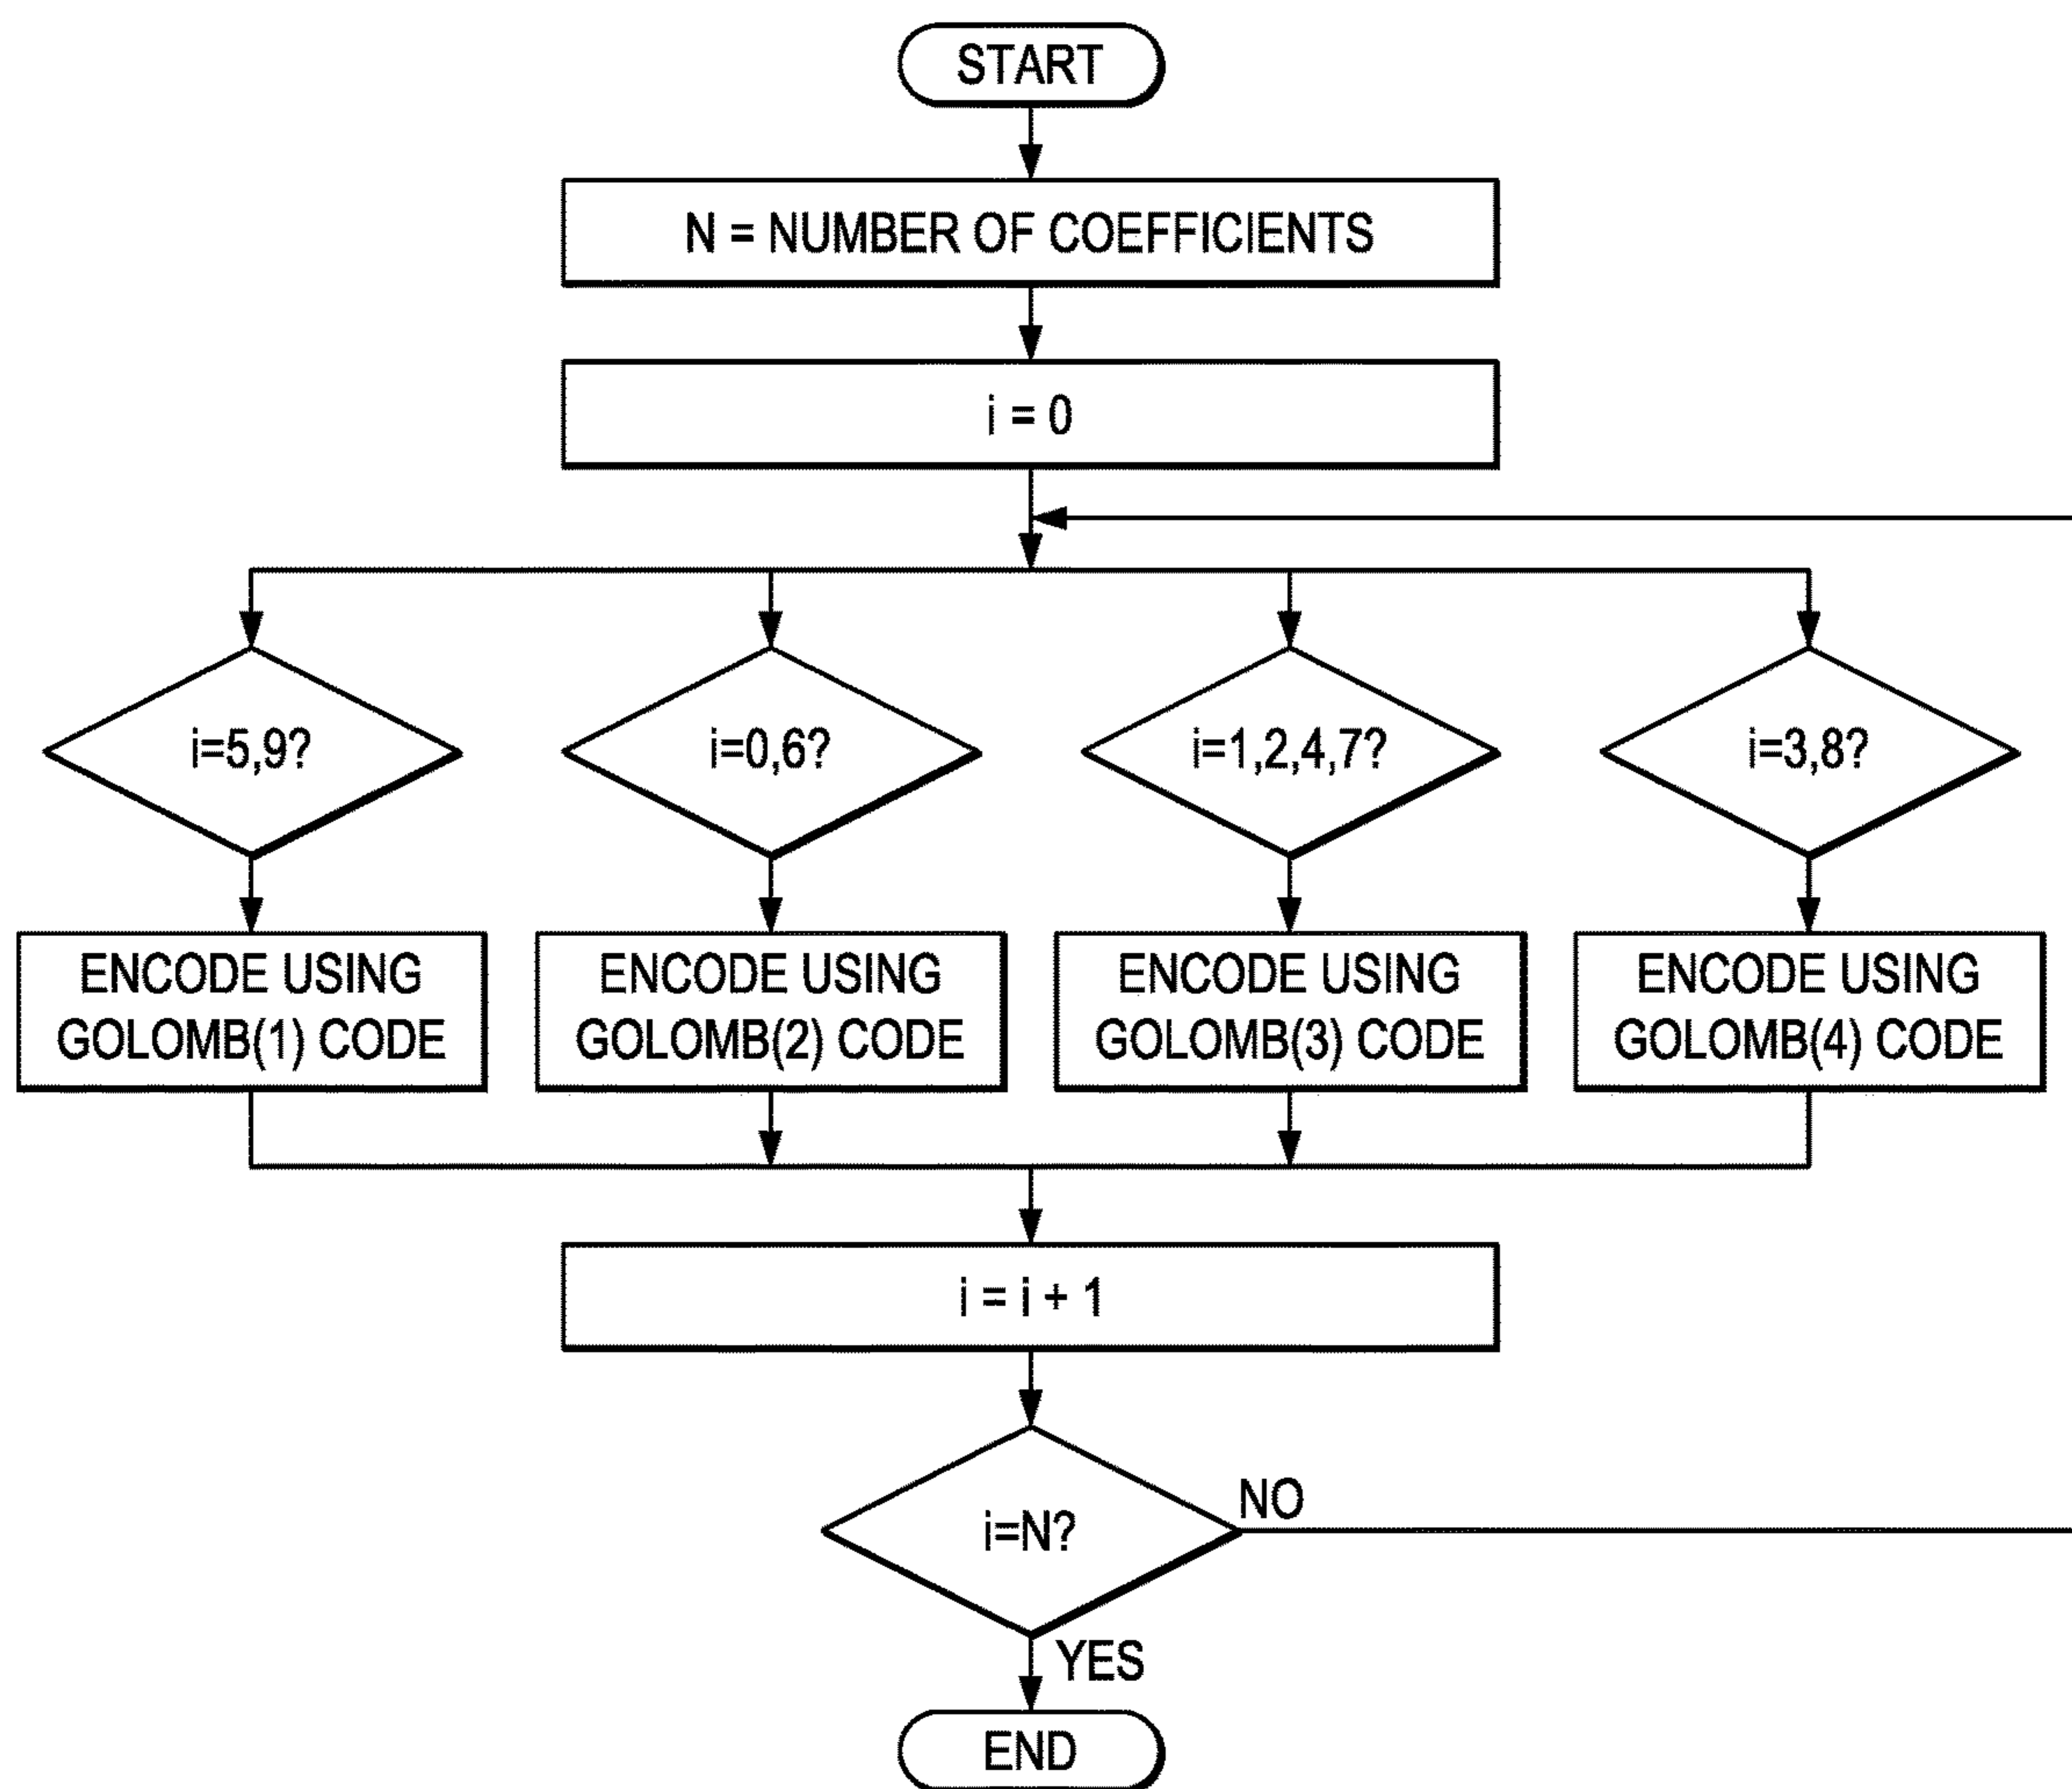 START
N = NUMBER OF COEFFICIENTS
i = 0
i=5,9?
i=0,6?
i=1,2,4,7?
i=3,8?
ENCODE USING
GOLOMB(1) CODE
ENCODE USING
GOLOMB(2) CODE
ENCODE USING
GOLOMB(3) CODE
ENCODE USING
GOLOMB(4) CODE
i = i + 1
i=N?
NO
YES
END